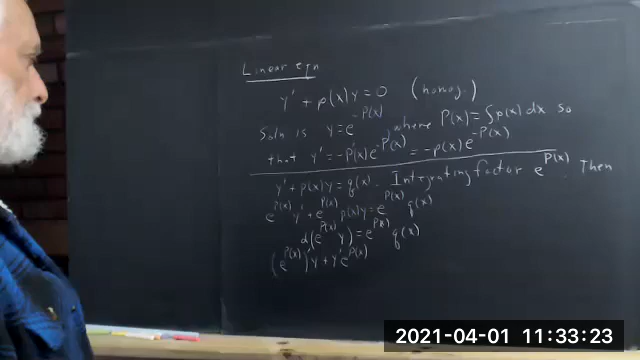 Linear eqn
y' + p(x)y = 0 (homog.)
Soln is y = e^{-P(x)} where P(x) = ∫p(x)dx so
that y' = -P'(x)e^{-P(x)} = -p(x)e^{-P(x)}
y' + p(x)y = q(x). Integrating factor e^{P(x)}. Then
e^{P(x)}y' + e^{P(x)}p(x)y = e^{P(x)}q(x)
d(e^{P(x)}y) = e^{P(x)}q(x)
(e^{P(x)})'y + y'e^{P(x)}
2021-04-01 11:33:23